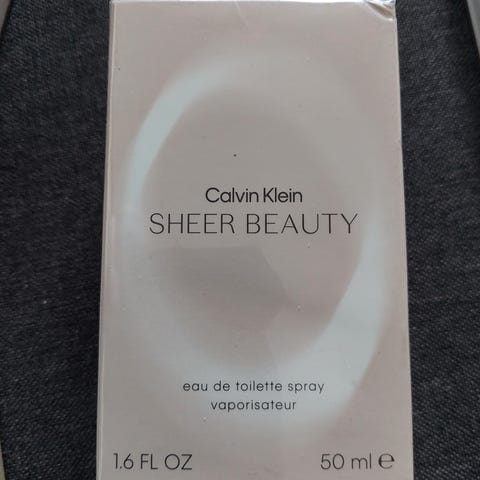 Calvin Klein
SHEER BEAUTY
eau de toilette spray
vaporisateur
1.6 FL OZ 50 ml ℮